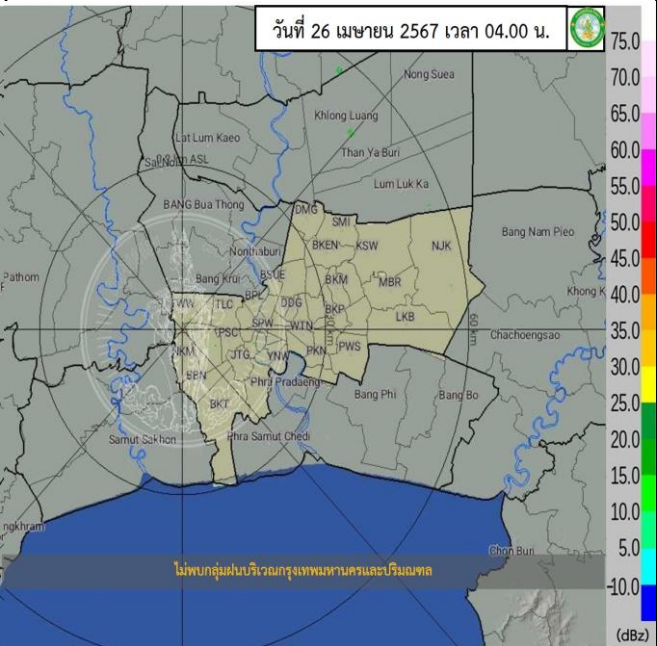 วันที่ 26 เมษายน 2567 เวลา 04.00 น.
75.0
Nong Suea
70.0
Khlong Luang
65.0
Lat Lum Kaeo
Than Ya Buri
60.0
Lum Luk Ka
55.0
BANG Bua Thong
DMG
SMI
50.0
Bang Nam Pleo
Nonthaburi
BKEN
KSW
NJK
45.0
Pathom
Bang Krui
BSUE
BKM
MBR
Khong K
40.0
TWW
TLC
BPL
DDG
BKP
LKB
35.0
PSC
SPW
WTN
30 km
60 km
Chachoengsao
NKM
JTG
YNW
PKN
PWS
30.0
BBN
Phra Pradaeng
Bang Phi
Bang Bo
25.0
BKT
Samut Sakhon
Phra Samut Chedi
20.0
15.0
ngkhram
10.0
Chon Buri
5.0
ไม่พบกลุ่มฝนบริเวณกรุงเทพมหานครและปริมณฑล
-10.0
(dBz)